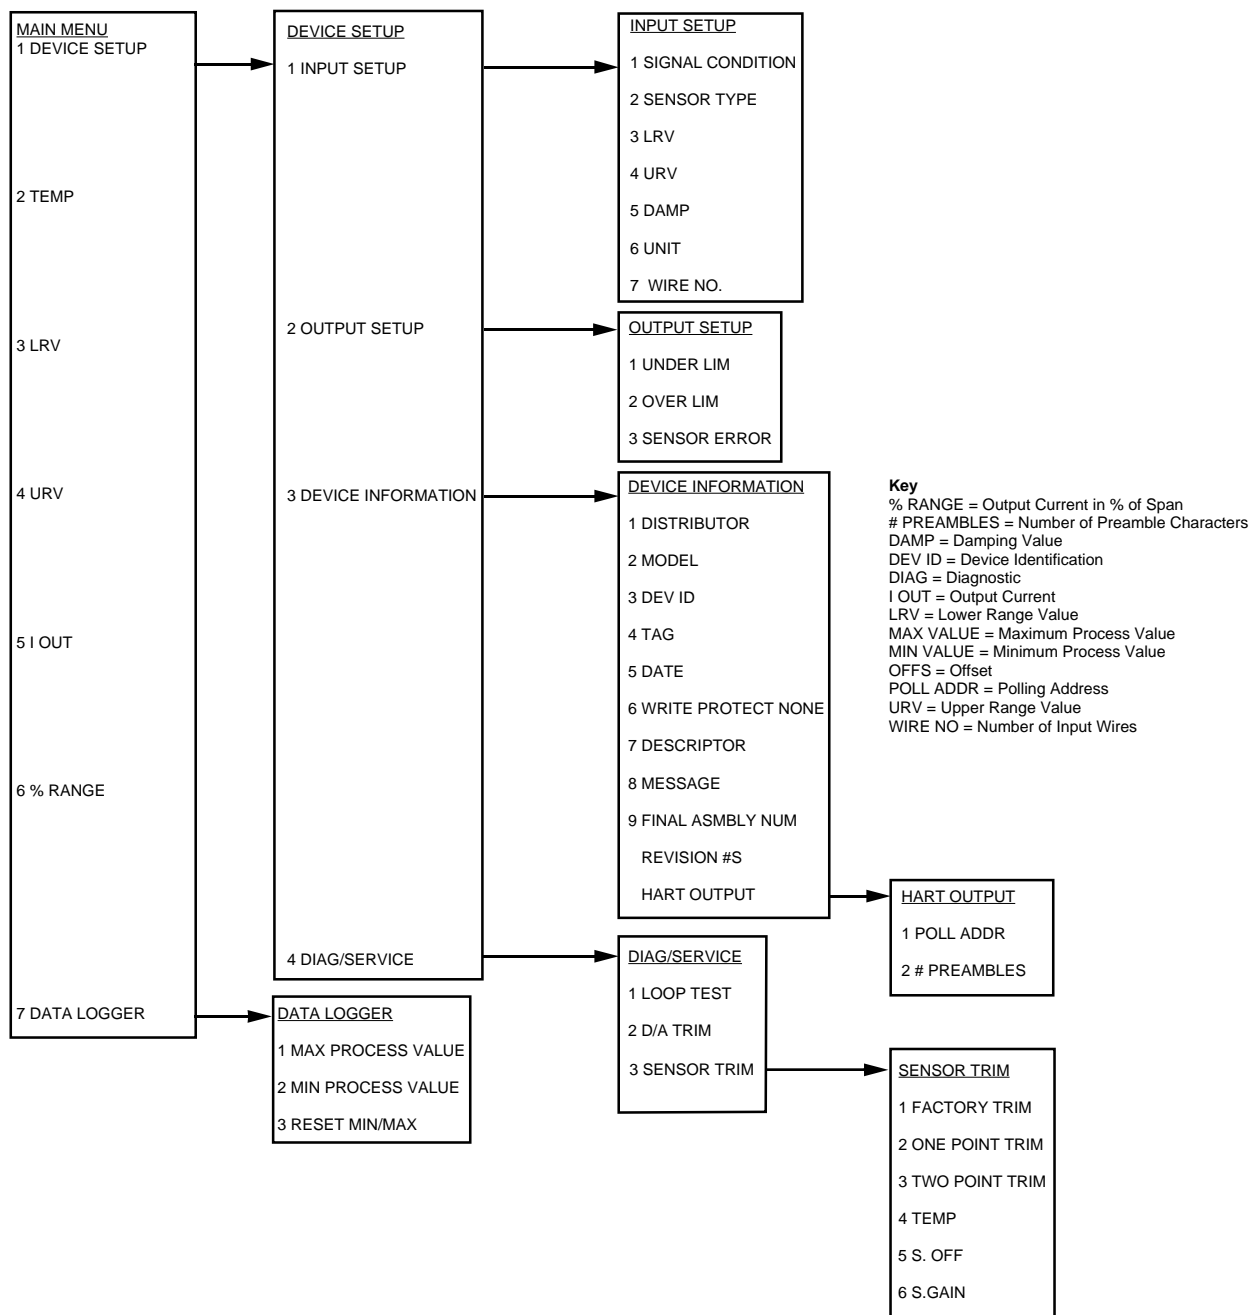 MAIN MENU
1 DEVICE SETUP
2 TEMP
3 LRV
4 URV
5 I OUT
6 % RANGE
7 DATA LOGGER
DEVICE SETUP
1 INPUT SETUP
2 OUTPUT SETUP
3 DEVICE INFORMATION
4 DIAG/SERVICE
DATA LOGGER
1 MAX PROCESS VALUE
2 MIN PROCESS VALUE
3 RESET MIN/MAX
INPUT SETUP
1 SIGNAL CONDITION
2 SENSOR TYPE
3 LRV
4 URV
5 DAMP
6 UNIT
7 WIRE NO.
OUTPUT SETUP
1 UNDER LIM
2 OVER LIM
3 SENSOR ERROR
DEVICE INFORMATION
1 DISTRIBUTOR
2 MODEL
3 DEV ID
4 TAG
5 DATE
6 WRITE PROTECT NONE
7 DESCRIPTOR
8 MESSAGE
9 FINAL ASMBLY NUM
REVISION #S
HART OUTPUT
DIAG/SERVICE
1 LOOP TEST
2 D/A TRIM
3 SENSOR TRIM
Key
% RANGE = Output Current in % of Span
# PREAMBLES = Number of Preamble Characters
DAMP = Damping Value
DEV ID = Device Identification
DIAG = Diagnostic
I OUT = Output Current
LRV = Lower Range Value
MAX VALUE = Maximum Process Value
MIN VALUE = Minimum Process Value
OFFS = Offset
POLL ADDR = Polling Address
URV = Upper Range Value
WIRE NO = Number of Input Wires
HART OUTPUT
1 POLL ADDR
2 # PREAMBLES
SENSOR TRIM
1 FACTORY TRIM
2 ONE POINT TRIM
3 TWO POINT TRIM
4 TEMP
5 S. OFF
6 S.GAIN